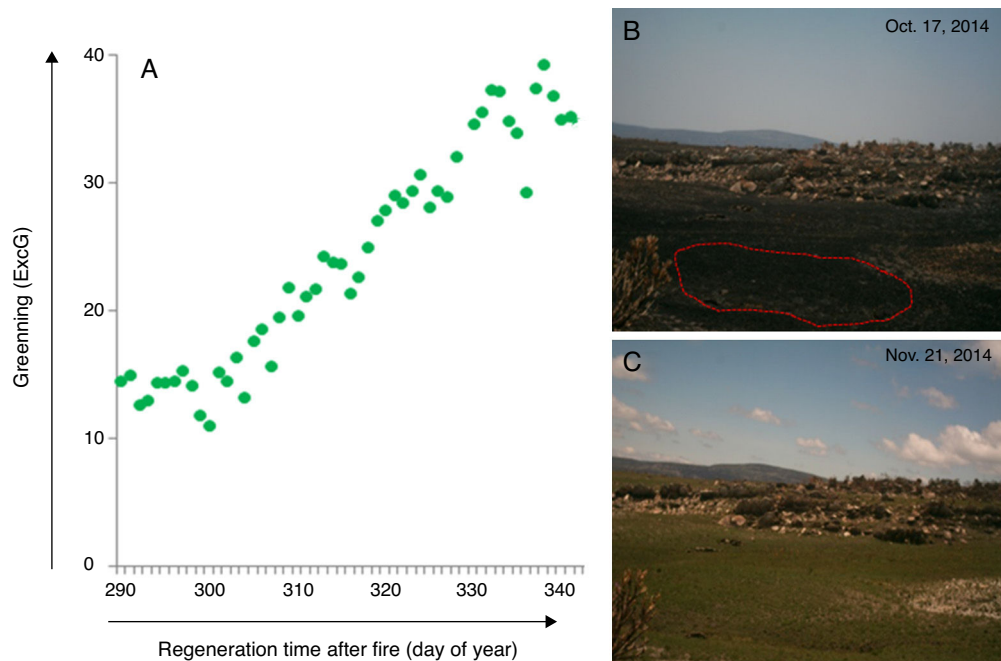 A
40
30
20
10
0
290 300 310 320 330 340
Greenning (ExcG)
Regeneration time after fire (day of year)
B
Oct. 17, 2014
C
Nov. 21, 2014